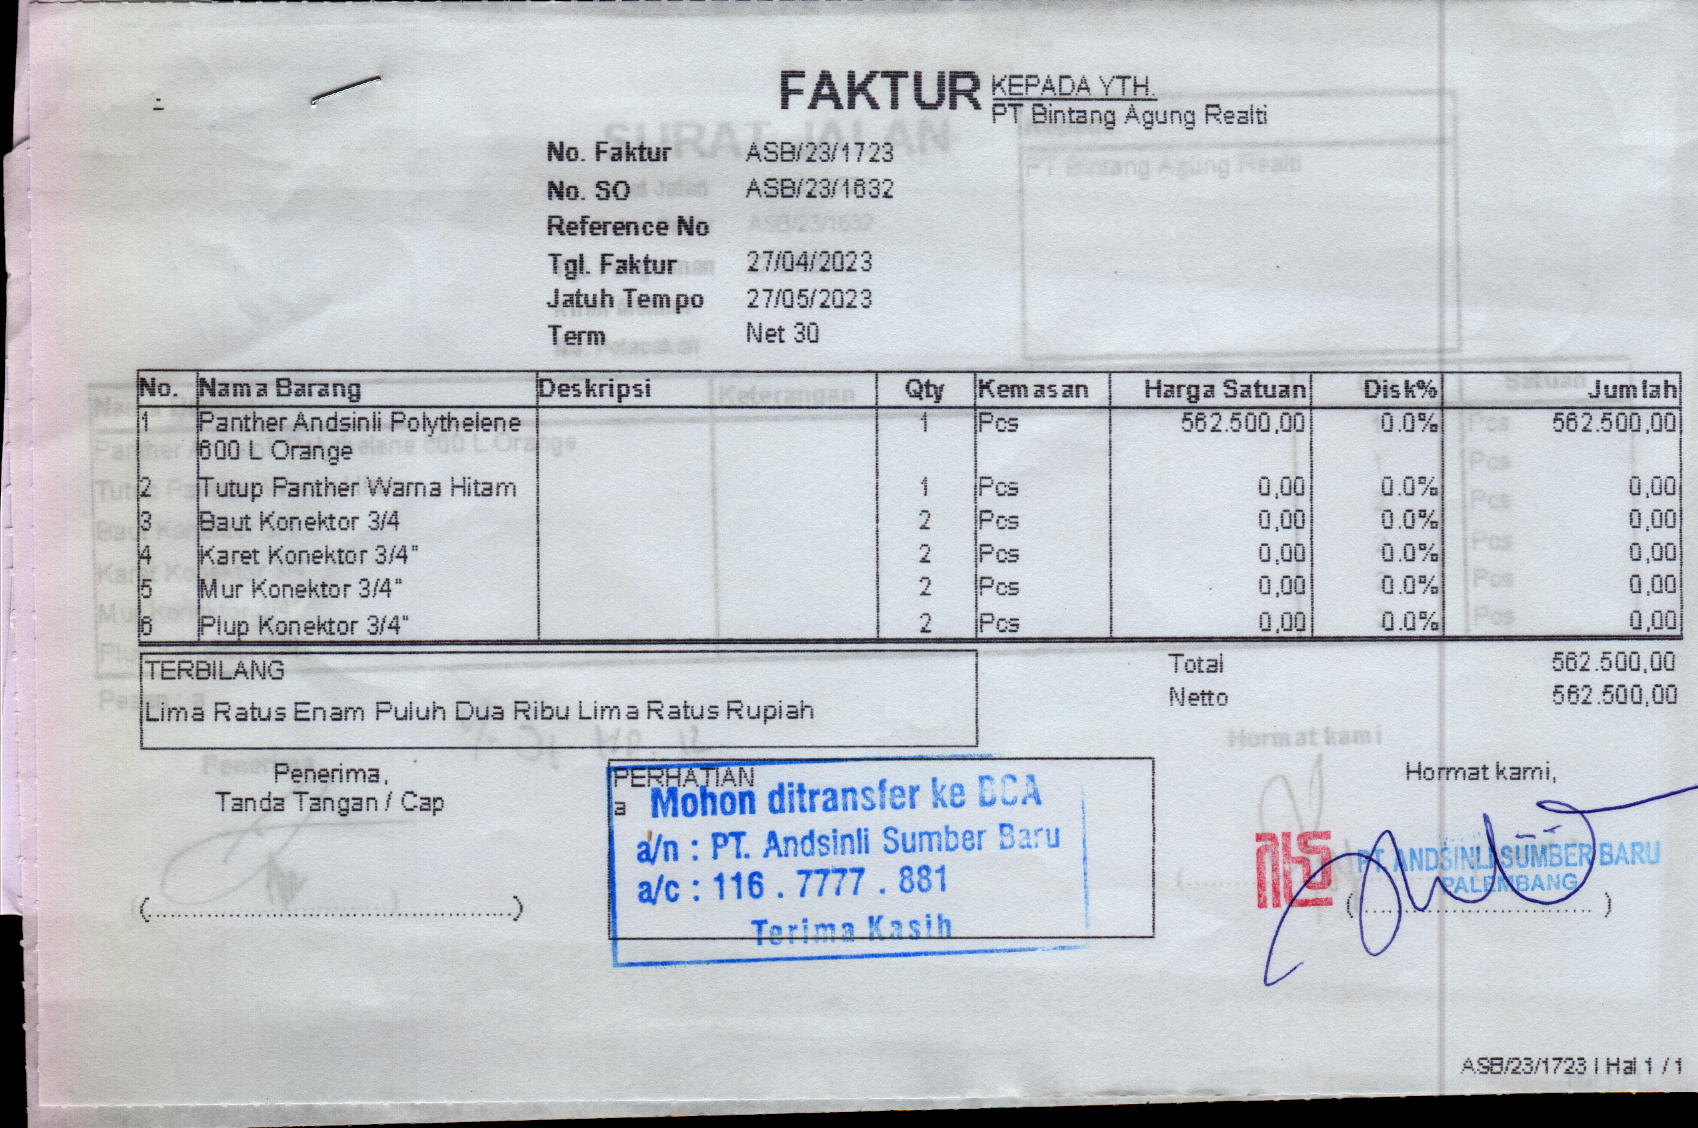 FAKTUR
KEPADA YTH.
PT Bintang Agung Realti
No. Faktur ASB/23/1723
No. SO ASB/23/1632
Reference No
Tgl. Faktur 27/04/2023
Jatuh Tempo 27/05/2023
Term Net 30
No. Nama Barang Deskripsi Qty Kemasan Harga Satuan Disk% Jumlah
1 Panther Andsinli Polythelene 1 Pcs 562.500,00 0.0% 562.500,00
600 L Orange
2 Tutup Panther Warna Hitam 1 Pcs 0,00 0.0% 0,00
3 Baut Konektor 3/4 2 Pcs 0,00 0.0% 0,00
4 Karet Konektor 3/4" 2 Pcs 0,00 0.0% 0,00
5 Mur Konektor 3/4" 2 Pcs 0,00 0.0% 0,00
6 Plup Konektor 3/4" 2 Pcs 0,00 0.0% 0,00
TERBILANG
Lima Ratus Enam Puluh Dua Ribu Lima Ratus Rupiah
Total 562.500,00
Netto 562.500,00
Penerima,
Tanda Tangan / Cap
(..................................................)
PERHATIAN
a
Mohon ditransfer ke BCA
a/n : PT. Andsinli Sumber Baru
a/c : 116 . 7777 . 881
Terima Kasih
Hormat kami,
PT. ANDSINLI SUMBER BARU
PALEMBANG
(..................................)
ASB/23/1723 | Hal 1 / 1